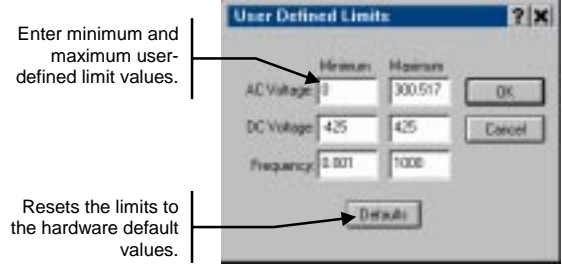 Enter minimum and
maximum user-
defined limit values.
User Defined Limits
Minimum Maximum
AC Voltage 0 300.517 OK
DC Voltage -425 425 Cancel
Frequency 0.001 1000
Defaults
Resets the limits to
the hardware default
values.